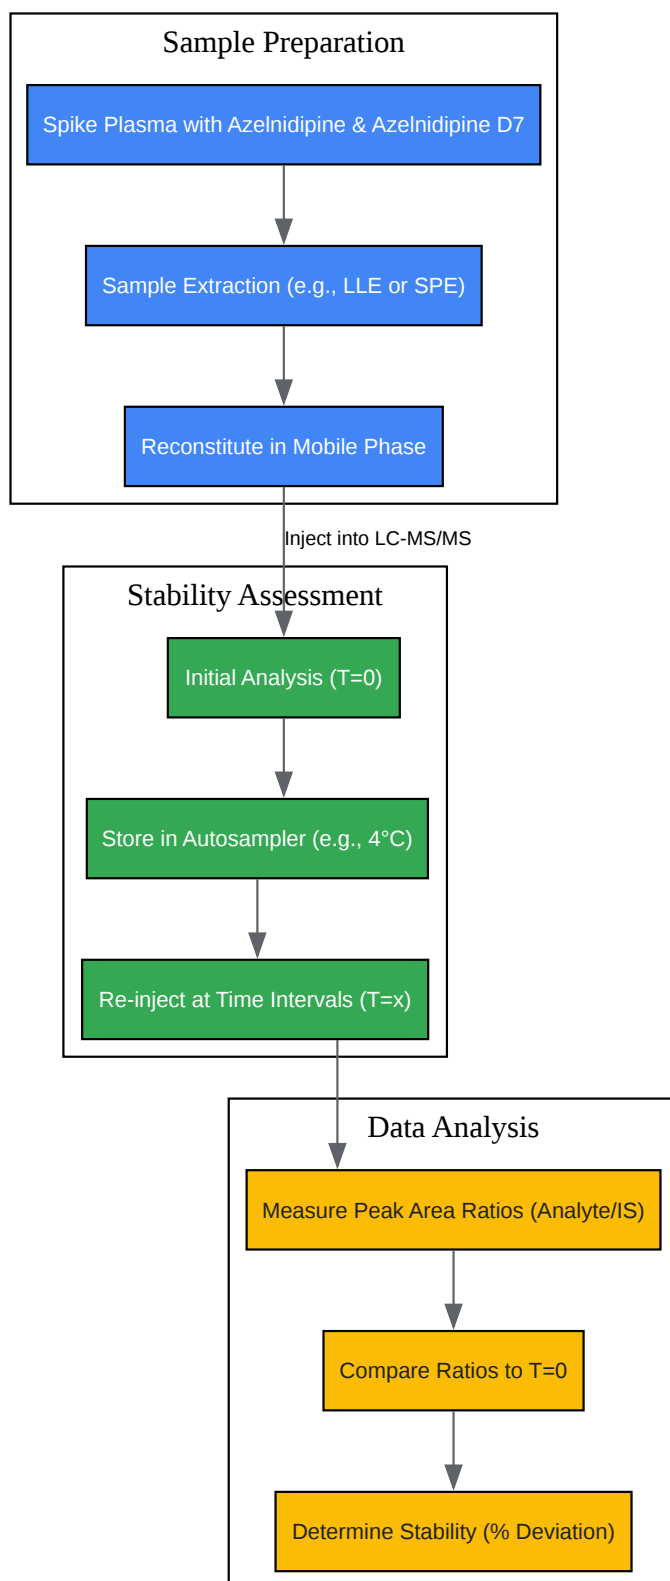 Sample Preparation
Spike Plasma with Azelnidipine & Azelnidipine D7
Sample Extraction (e.g., LLE or SPE)
Reconstitute in Mobile Phase
Inject into LC-MS/MS
Stability Assessment
Initial Analysis (T=0)
Store in Autosampler (e.g., 4°C)
Re-inject at Time Intervals (T=x)
Data Analysis
Measure Peak Area Ratios (Analyte/IS)
Compare Ratios to T=0
Determine Stability (% Deviation)